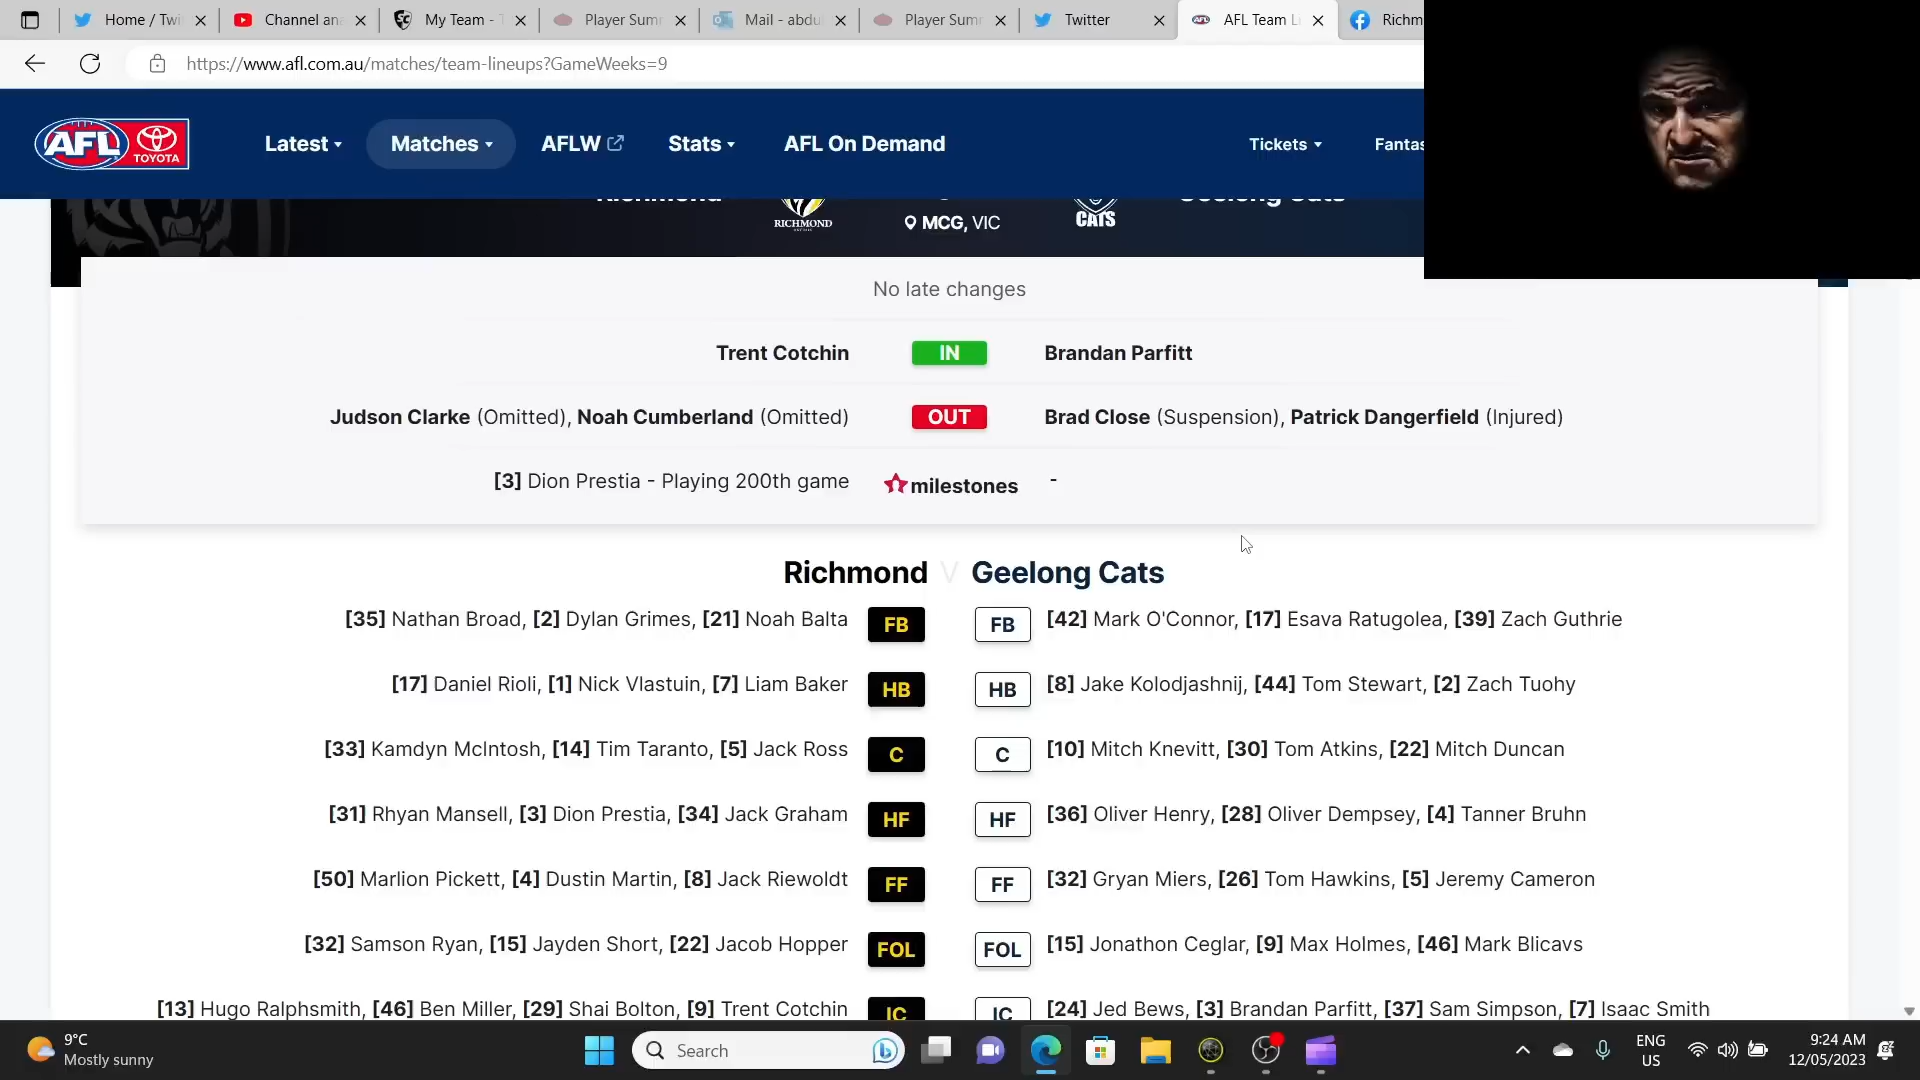 Home / Twi
Channel an
My Team - T
Player Sum
Mail - abdu
Player Sum
Twitter
AFL Team Li
Richm
https://www.afl.com.au/matches/team-lineups?GameWeeks=9
AFL TOYOTA
Latest
Matches
AFLW
Stats
AFL On Demand
Tickets
Fantas
Richmond
RICHMOND
MCG, VIC
CATS
Geelong Cats
No late changes
Trent Cotchin IN Brandan Parfitt
Judson Clarke (Omitted), Noah Cumberland (Omitted) OUT Brad Close (Suspension), Patrick Dangerfield (Injured)
[3] Dion Prestia - Playing 200th game milestones -
Richmond V Geelong Cats
[35] Nathan Broad, [2] Dylan Grimes, [21] Noah Balta FB FB [42] Mark O'Connor, [17] Esava Ratugolea, [39] Zach Guthrie
[17] Daniel Rioli, [1] Nick Vlastuin, [7] Liam Baker HB HB [8] Jake Kolodjashnij, [44] Tom Stewart, [2] Zach Tuohy
[33] Kamdyn McIntosh, [14] Tim Taranto, [5] Jack Ross C C [10] Mitch Knevitt, [30] Tom Atkins, [22] Mitch Duncan
[31] Rhyan Mansell, [3] Dion Prestia, [34] Jack Graham HF HF [36] Oliver Henry, [28] Oliver Dempsey, [4] Tanner Bruhn
[50] Marlion Pickett, [4] Dustin Martin, [8] Jack Riewoldt FF FF [32] Gryan Miers, [26] Tom Hawkins, [5] Jeremy Cameron
[32] Samson Ryan, [15] Jayden Short, [22] Jacob Hopper FOL FOL [15] Jonathon Ceglar, [9] Max Holmes, [46] Mark Blicavs
[13] Hugo Ralphsmith, [46] Ben Miller, [29] Shai Bolton, [9] Trent Cotchin IC IC [24] Jed Bews, [3] Brandan Parfitt, [37] Sam Simpson, [7] Isaac Smith
9°C
Mostly sunny
Search
ENG
US
9:24 AM
12/05/2023